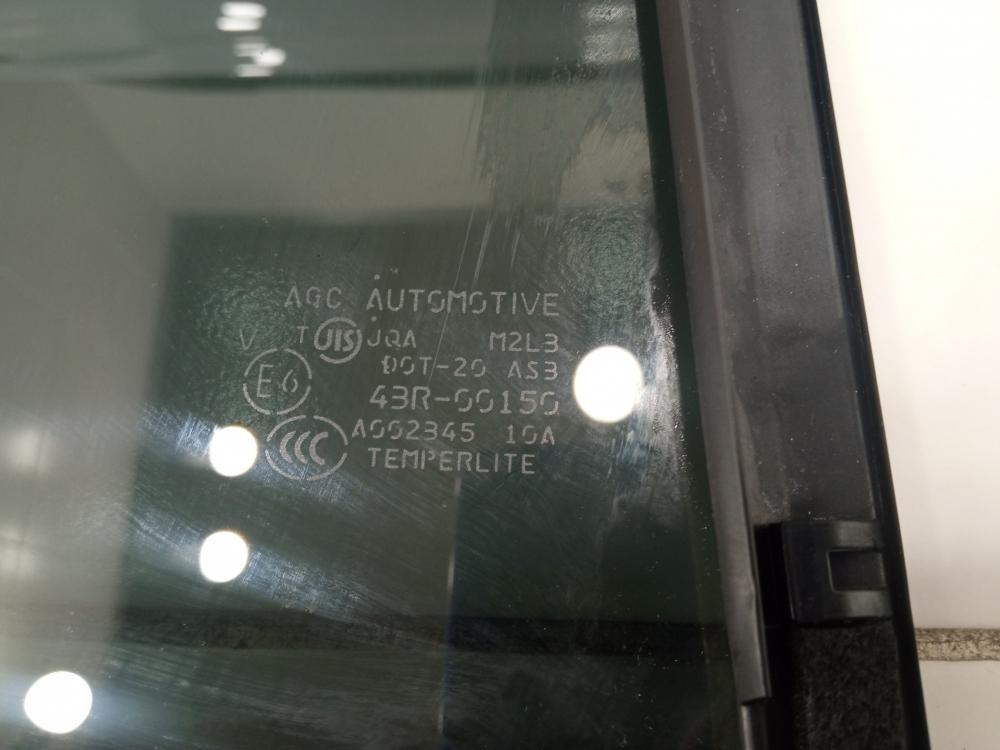 AGC AUTOMOTIVE
V T JIS JQA M2L3
DOT-20 AS3
E6 43R-00150
CCC A002345 10A
TEMPERLITE